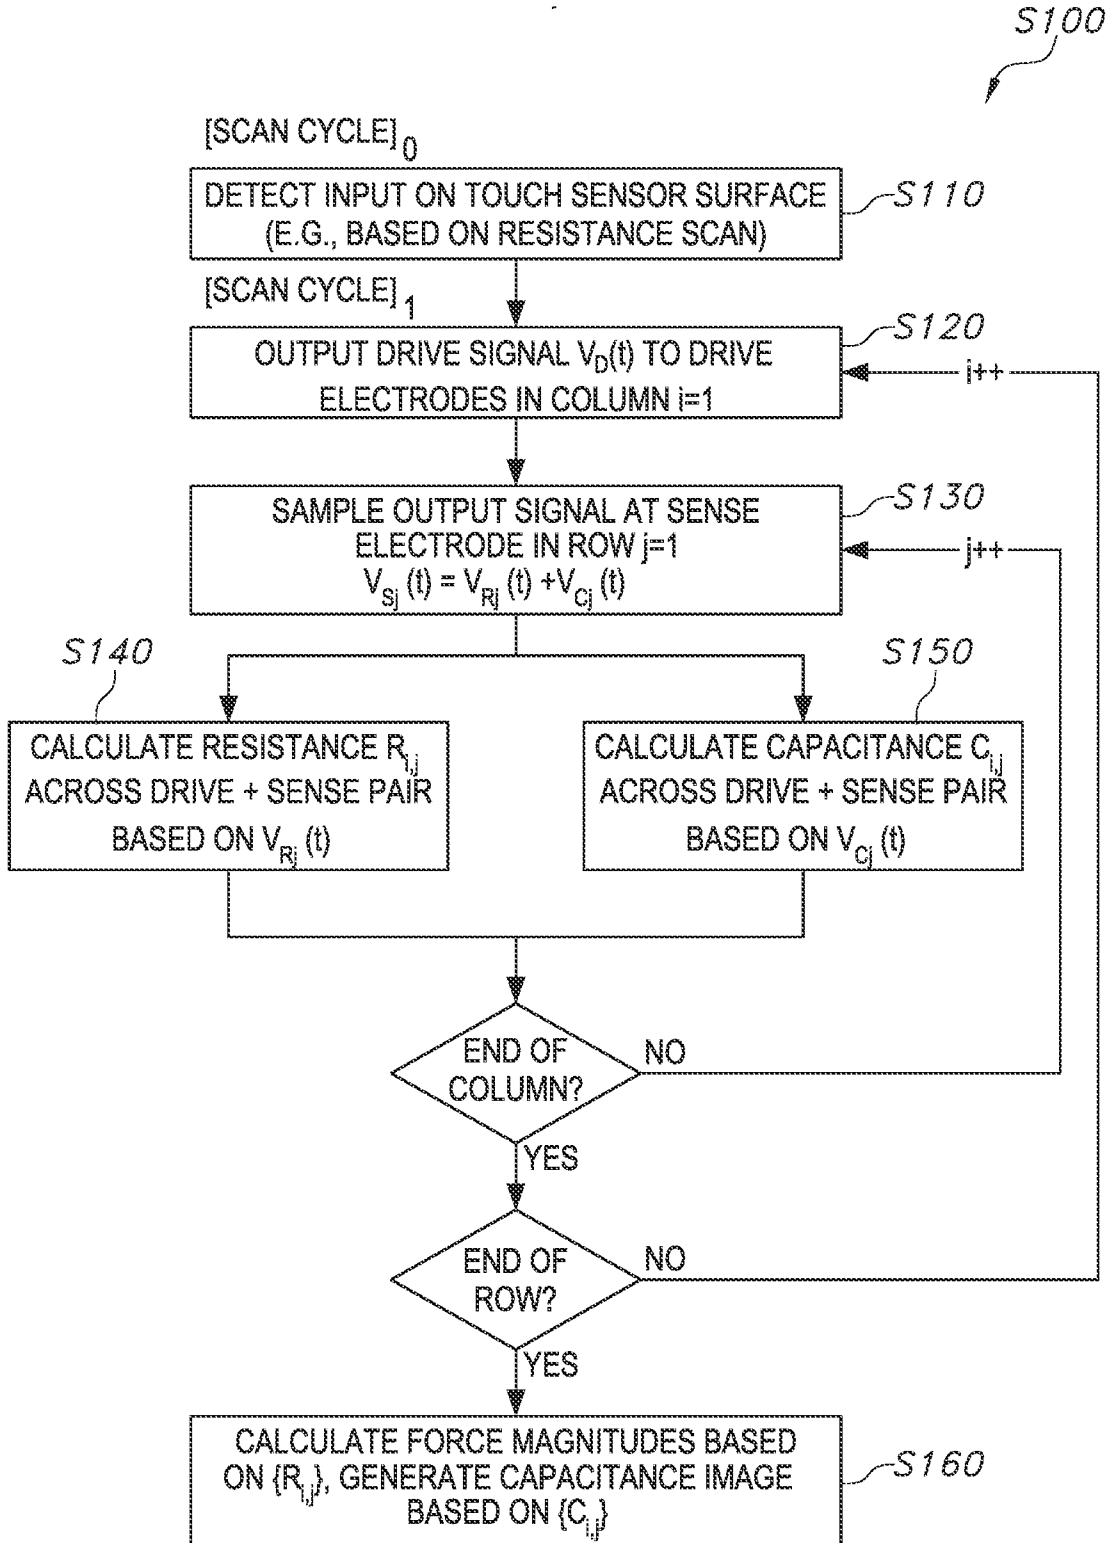 S100
[SCAN CYCLE]0
DETECT INPUT ON TOUCH SENSOR SURFACE
(E.G., BASED ON RESISTANCE SCAN)
S110
[SCAN CYCLE]1
S120
OUTPUT DRIVE SIGNAL VD(t) TO DRIVE
ELECTRODES IN COLUMN i=1
i++
S130
SAMPLE OUTPUT SIGNAL AT SENSE
ELECTRODE IN ROW j=1
VSj (t) = VRj (t) +VCj (t)
j++
S140
CALCULATE RESISTANCE Ri,j
ACROSS DRIVE + SENSE PAIR
BASED ON VRj (t)
S150
CALCULATE CAPACITANCE Ci,j
ACROSS DRIVE + SENSE PAIR
BASED ON VCj (t)
END OF
COLUMN?
NO
YES
END OF
ROW?
NO
YES
CALCULATE FORCE MAGNITUDES BASED
ON {Ri,j}, GENERATE CAPACITANCE IMAGE
BASED ON {Ci,j}
S160